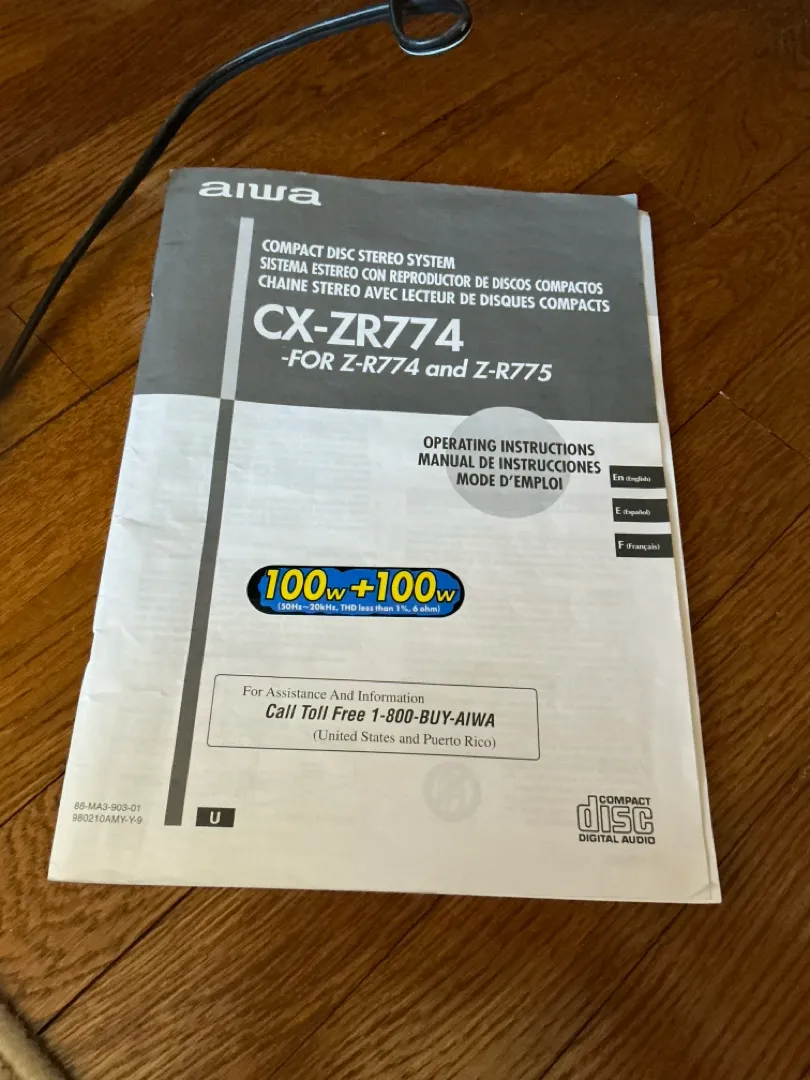 aiwa
COMPACT DISC STEREO SYSTEM
SISTEMA ESTEREO CON REPRODUCTOR DE DISCOS COMPACTOS
CHAINE STEREO AVEC LECTEUR DE DISQUES COMPACTS
CX-ZR774
-FOR Z-R774 and Z-R775
OPERATING INSTRUCTIONS
MANUAL DE INSTRUCCIONES
MODE D'EMPLOI
En (English)
E (Español)
F (Français)
100W+100W
(50Hz~20kHz, THD less than 1%, 6 ohm)
For Assistance And Information
Call Toll Free 1-800-BUY-AIWA
(United States and Puerto Rico)
88-MA3-903-01
980210AMY-Y-9
U
COMPACT
disc
DIGITAL AUDIO